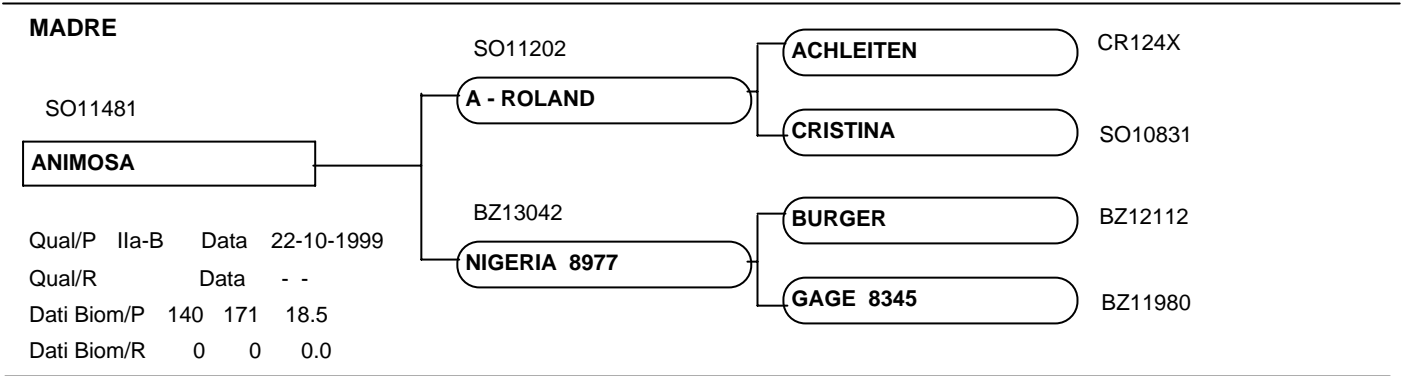 MADRE
SO11481
ANIMOSA
Qual/P IIa-B Data 22-10-1999
Qual/R Data - -
Dati Biom/P 140 171 18.5
Dati Biom/R 0 0 0.0
SO11202
A - ROLAND
BZ13042
NIGERIA 8977
ACHLEITEN CR124X
CRISTINA SO10831
BURGER BZ12112
GAGE 8345 BZ11980